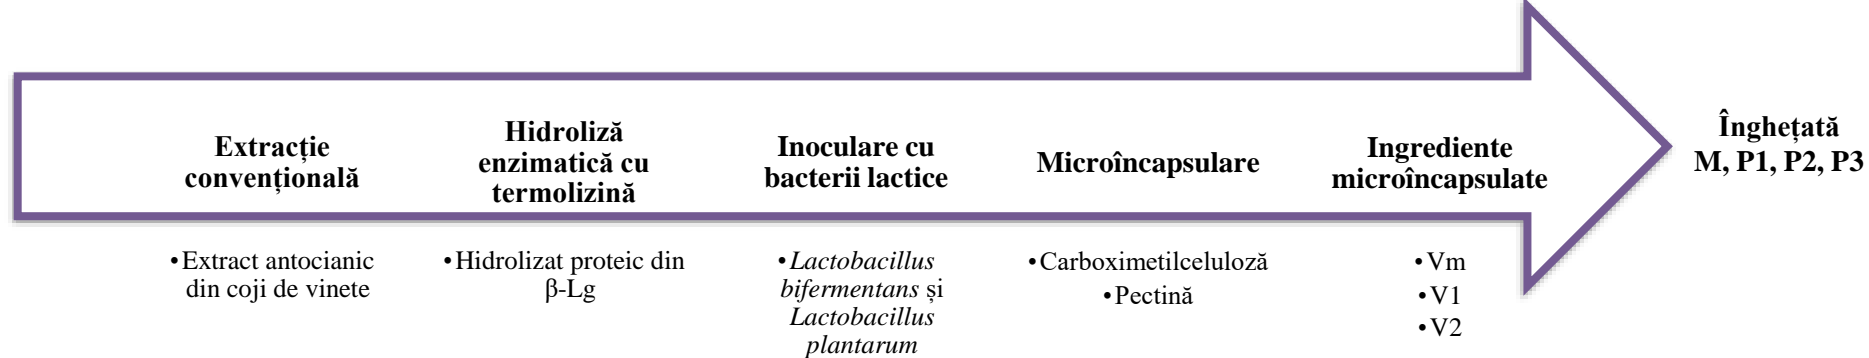 Extracție
convențională
Hidroliză
enzimatică cu
termolizină
Inoculare cu
bacterii lactice
Microîncapsulare
Ingrediente
microîncapsulate
Înghețată
M, P1, P2, P3
•Extract antocianic
din coji de vinete
•Hidrolizat proteic din
β-Lg
•Lactobacillus
bifermentans și
Lactobacillus
plantarum
•Carboximetilceluloză
•Pectină
•Vm
•V1
•V2